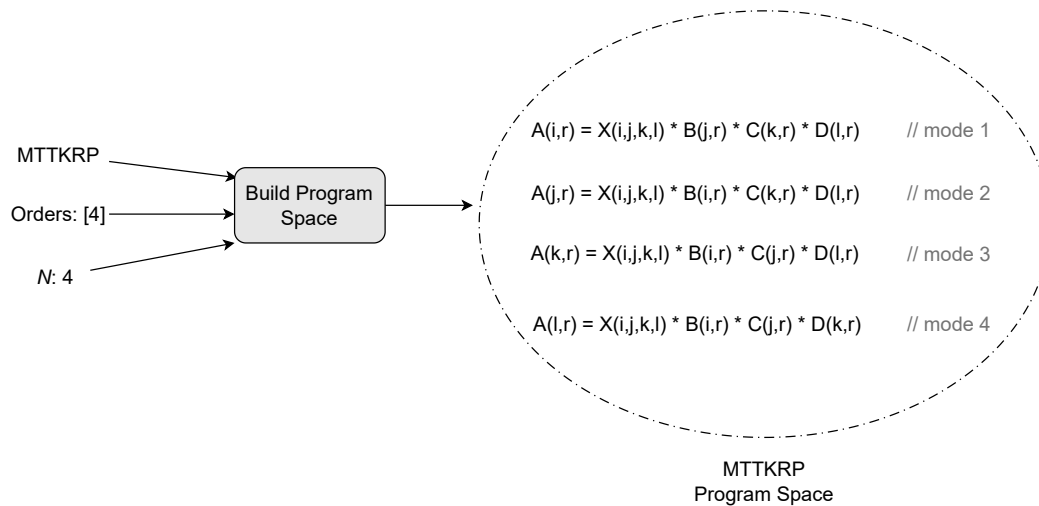 MTTKRP
Orders: [4]
N: 4
Build Program
Space
A(i,r) = X(i,j,k,l) * B(j,r) * C(k,r) * D(l,r) // mode 1
A(j,r) = X(i,j,k,l) * B(i,r) * C(k,r) * D(l,r) // mode 2
A(k,r) = X(i,j,k,l) * B(i,r) * C(j,r) * D(l,r) // mode 3
A(l,r) = X(i,j,k,l) * B(i,r) * C(j,r) * D(k,r) // mode 4
MTTKRP
Program Space